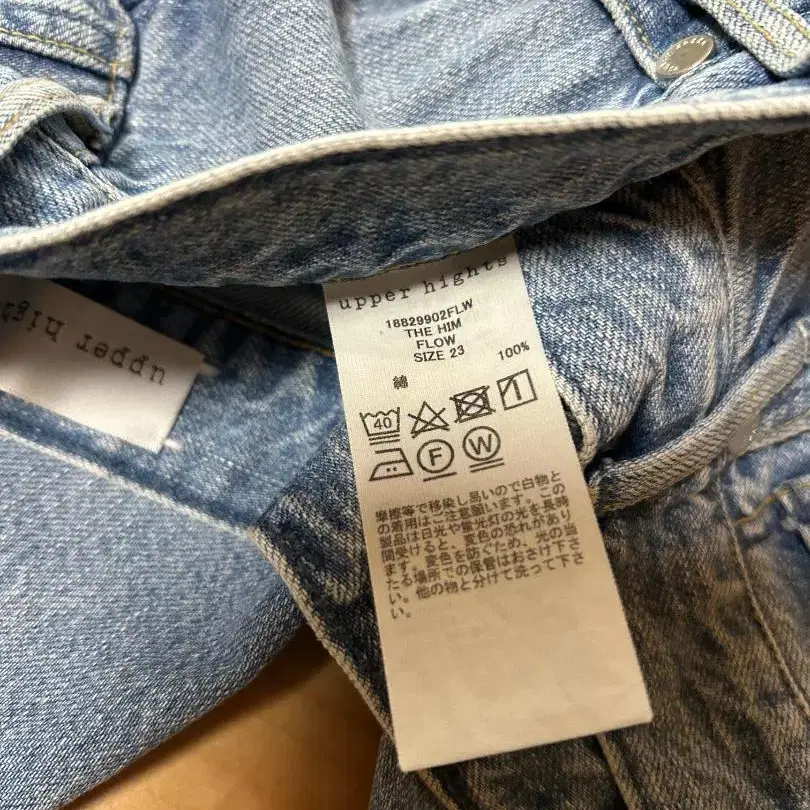 upper hights
18829902FLW
THE HIM
FLOW
SIZE 23
綿 100%
40
F
W
摩擦等で移染し易いので白物と
の着用はご注意願います。この
製品は日光や蛍光灯の光を長時
間受けると、変色の恐れがあり
ます。変色を防ぐため、光の当
たる場所での保管はおさけ下さ
い。他の物と分けて洗って下さ
い。
upper high